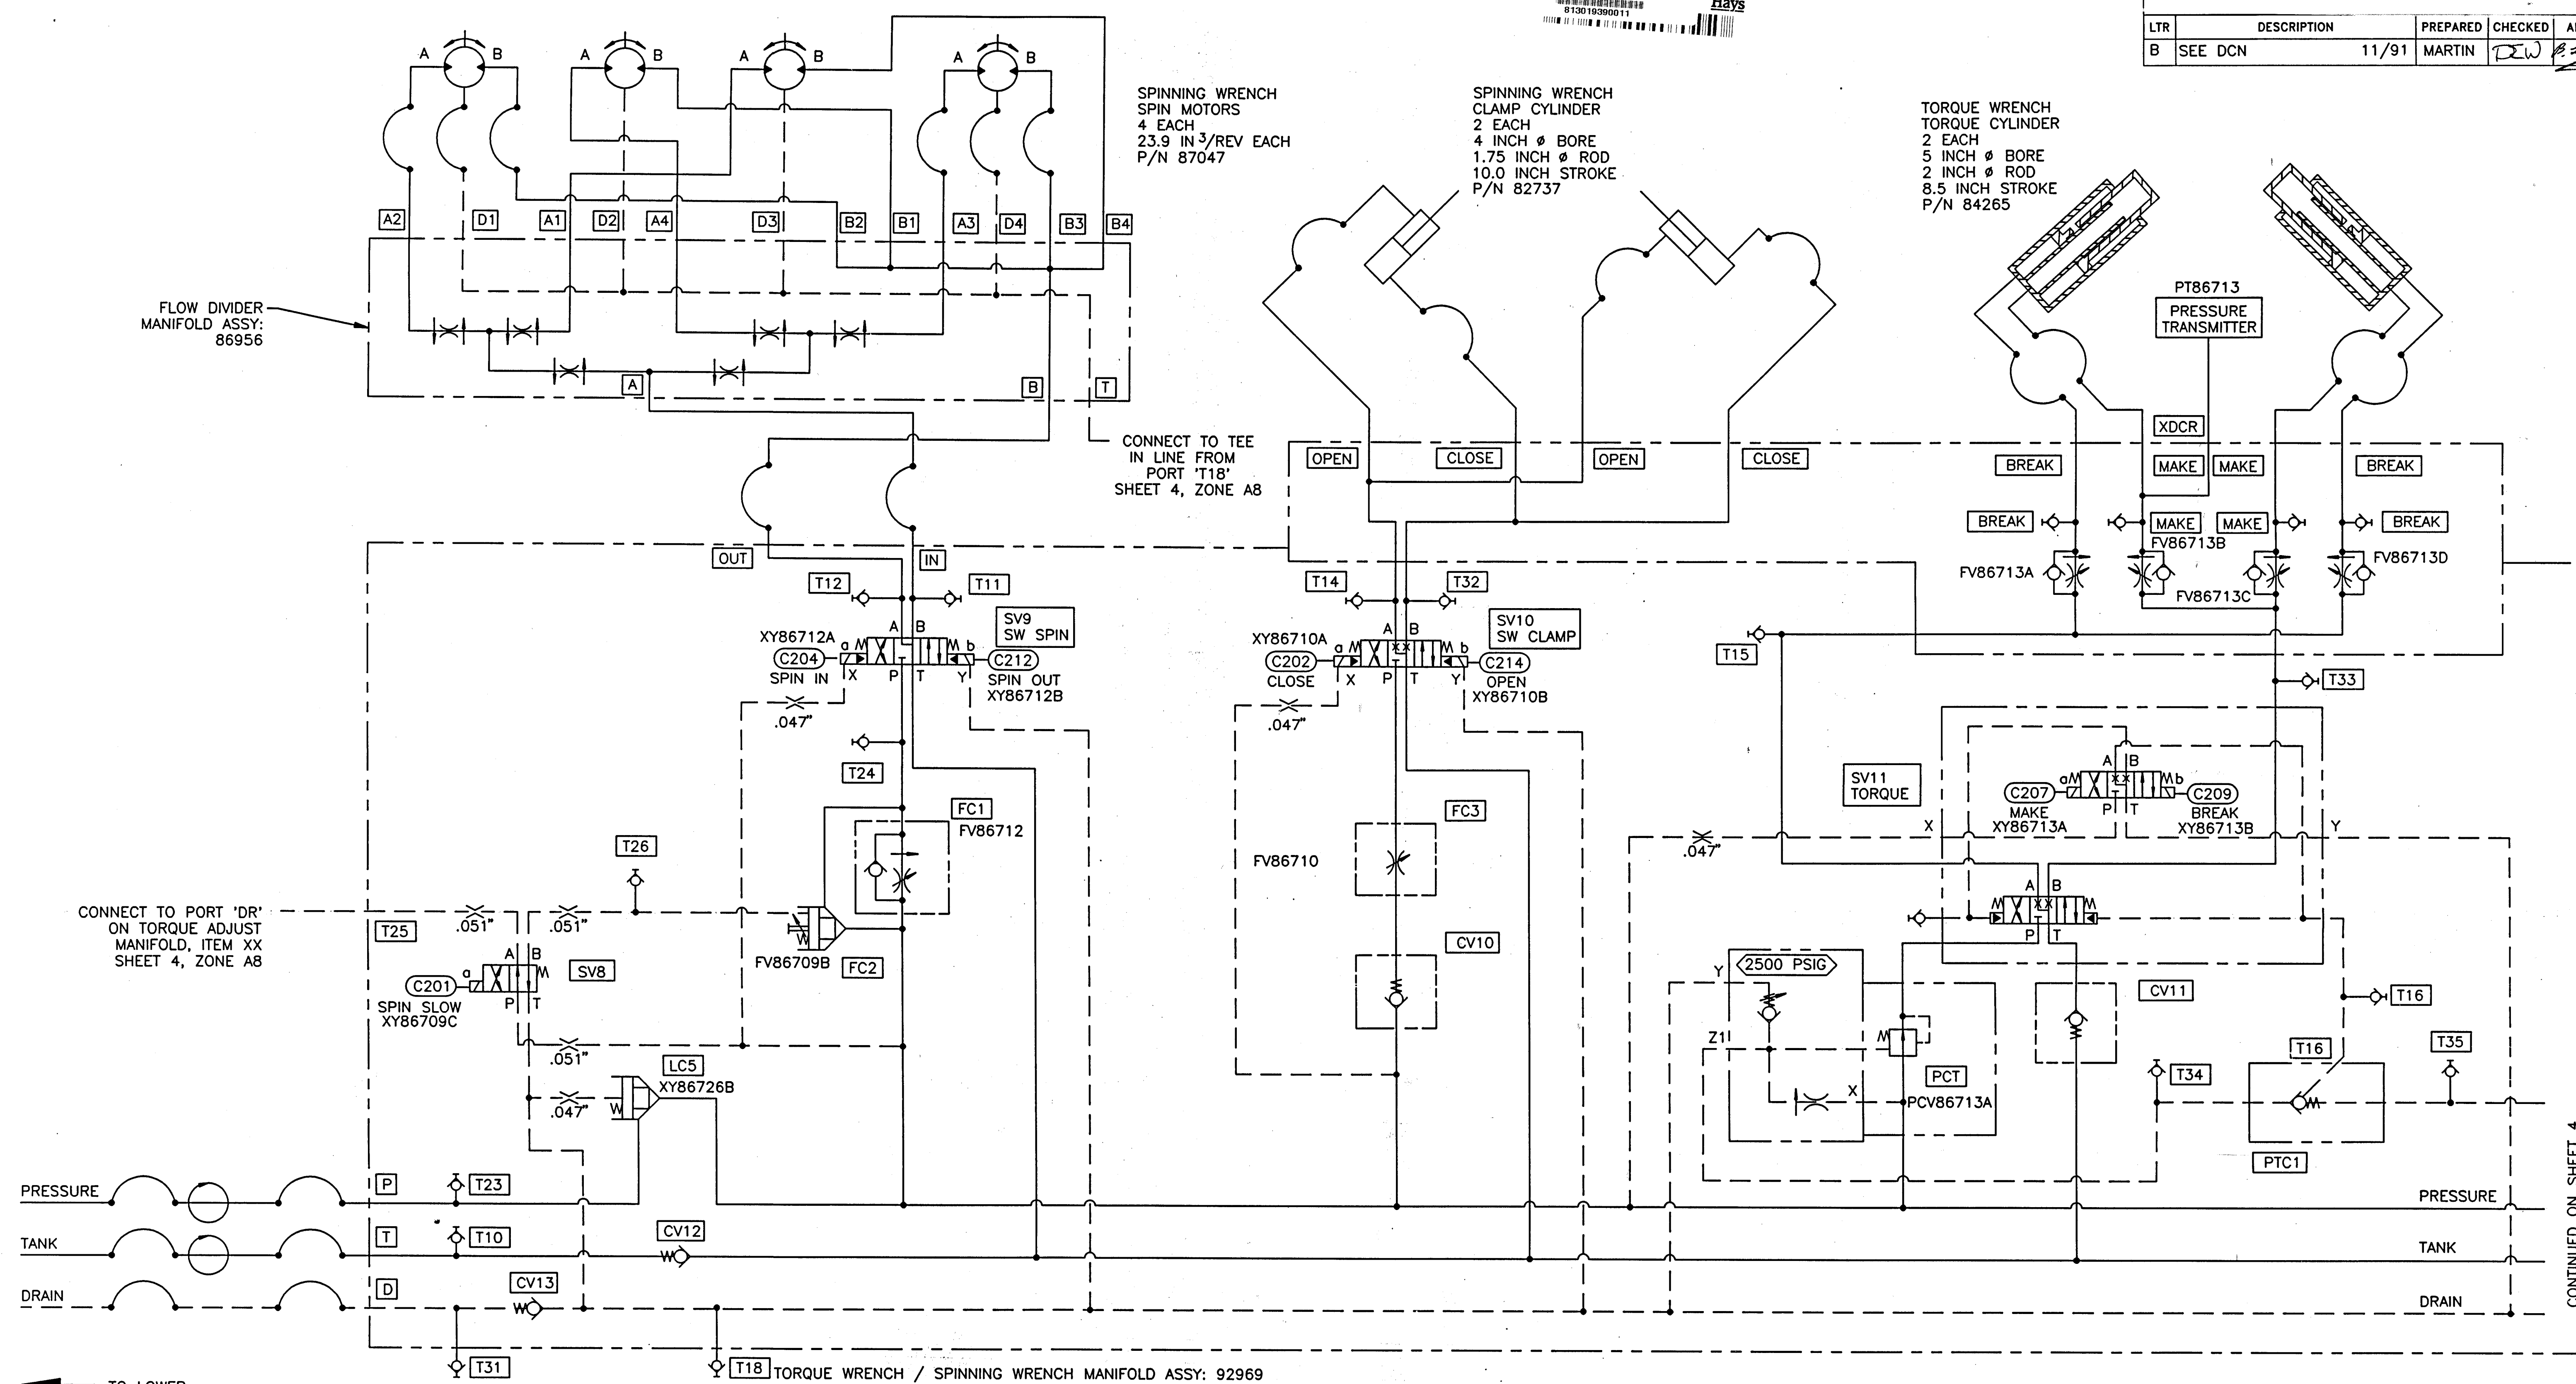 813019390011
Hays
LTR DESCRIPTION PREPARED CHECKED
B SEE DCN 11/91 MARTIN DEW
A B
A B
A B
A B
SPINNING WRENCH
SPIN MOTORS
4 EACH
23.9 IN³/REV EACH
P/N 87047
SPINNING WRENCH
CLAMP CYLINDER
2 EACH
4 INCH ø BORE
1.75 INCH ø ROD
10.0 INCH STROKE
P/N 82737
TORQUE WRENCH
TORQUE CYLINDER
2 EACH
5 INCH ø BORE
2 INCH ø ROD
8.5 INCH STROKE
P/N 84265
A2 D1 A1 D2 A4 D3 B2 B1 A3 D4 B3 B4
FLOW DIVIDER
MANIFOLD ASSY:
86956
A B T
PT86713
PRESSURE
TRANSMITTER
CONNECT TO TEE
IN LINE FROM
PORT 'T18'
SHEET 4, ZONE A8
XDCR
OPEN CLOSE OPEN CLOSE
BREAK MAKE MAKE BREAK
BREAK MAKE MAKE BREAK
FV86713B
FV86713A FV86713D
FV86713C
OUT IN
T12 T11
SV9
SW SPIN
XY86712A
a A B b
C204 C212
SPIN IN X P T Y SPIN OUT
XY86712B
.047"
T14 T32
SV10
SW CLAMP
XY86710A
a A B b
C202 C214
CLOSE X P T Y OPEN
XY86710B
.047"
T15
T33
T24
FC1
FV86712
T26
FC3
FV86710
SV11
TORQUE
A B
a b
C207 P T C209
MAKE BREAK
XY86713A XY86713B
X Y
.047"
A B
P T
CONNECT TO PORT 'DR'
ON TORQUE ADJUST
MANIFOLD, ITEM XX
SHEET 4, ZONE A8
T25
.051" .051"
FV86709B FC2
CV10
A B
a
SV8
C201 P T
SPIN SLOW
XY86709C
.051"
LC5
XY86726B
.047"
Y 2500 PSIG
Z1
X
PCT
PCV86713A
CV11
T16
T16
T34
T35
PTC1
PRESSURE P T23 PRESSURE
TANK T T10 CV12 TANK
DRAIN D CV13 DRAIN
T31 T18 TORQUE WRENCH / SPINNING WRENCH MANIFOLD ASSY: 92969
CONTINUED ON SHEET 4
TO LOWER